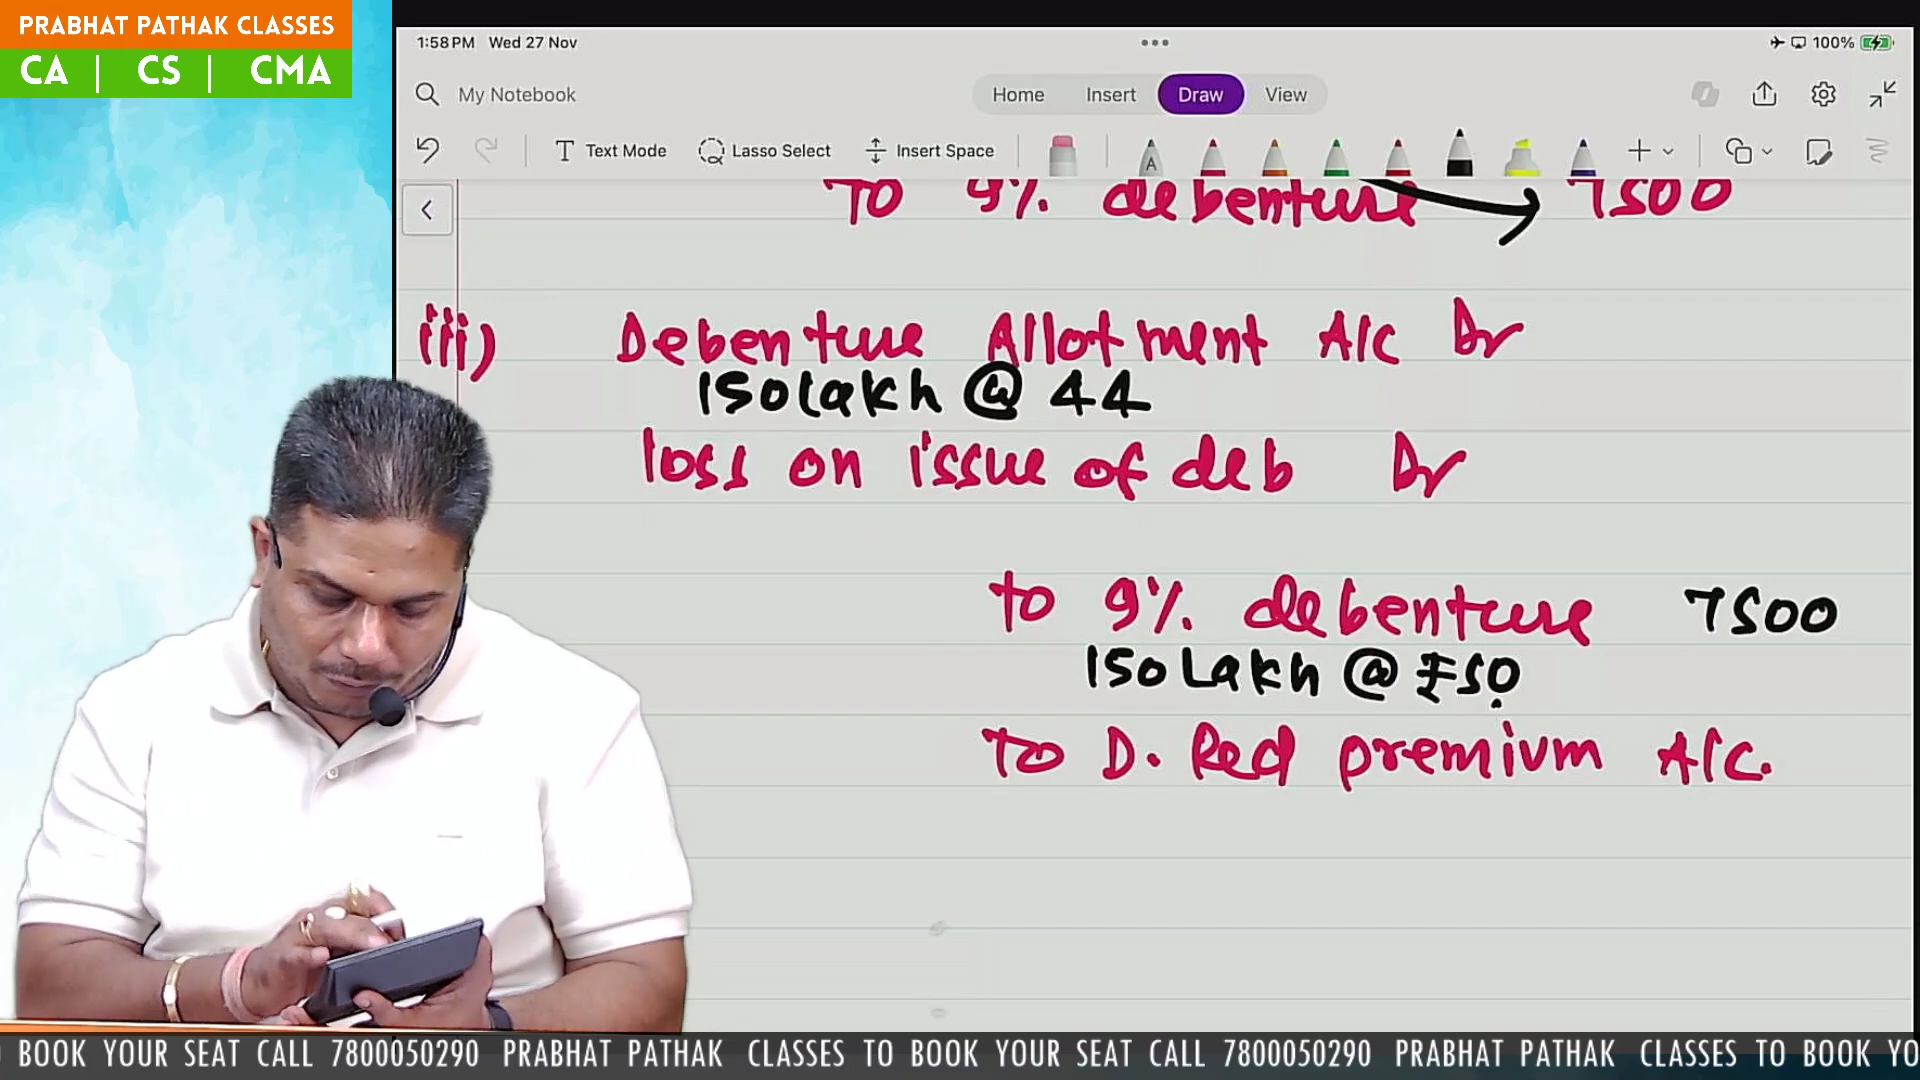 PRABHAT PATHAK CLASSES
CA | CS | CMA
1:58 PM Wed 27 Nov
100%
My Notebook
Home Insert Draw View
Text Mode Lasso Select Insert Space
A
To 9% debenture 7500
iii) Debenture Allotment A/c Dr
150 lakh @ 44
loss on issue of deb Dr
to 9% debenture 7500
150 Lakh @ ₹50
To D. Red premium A/c.
BOOK YOUR SEAT CALL 7800050290 PRABHAT PATHAK CLASSES TO BOOK YOUR SEAT CALL 7800050290 PRABHAT PATHAK CLASSES TO BOOK YO